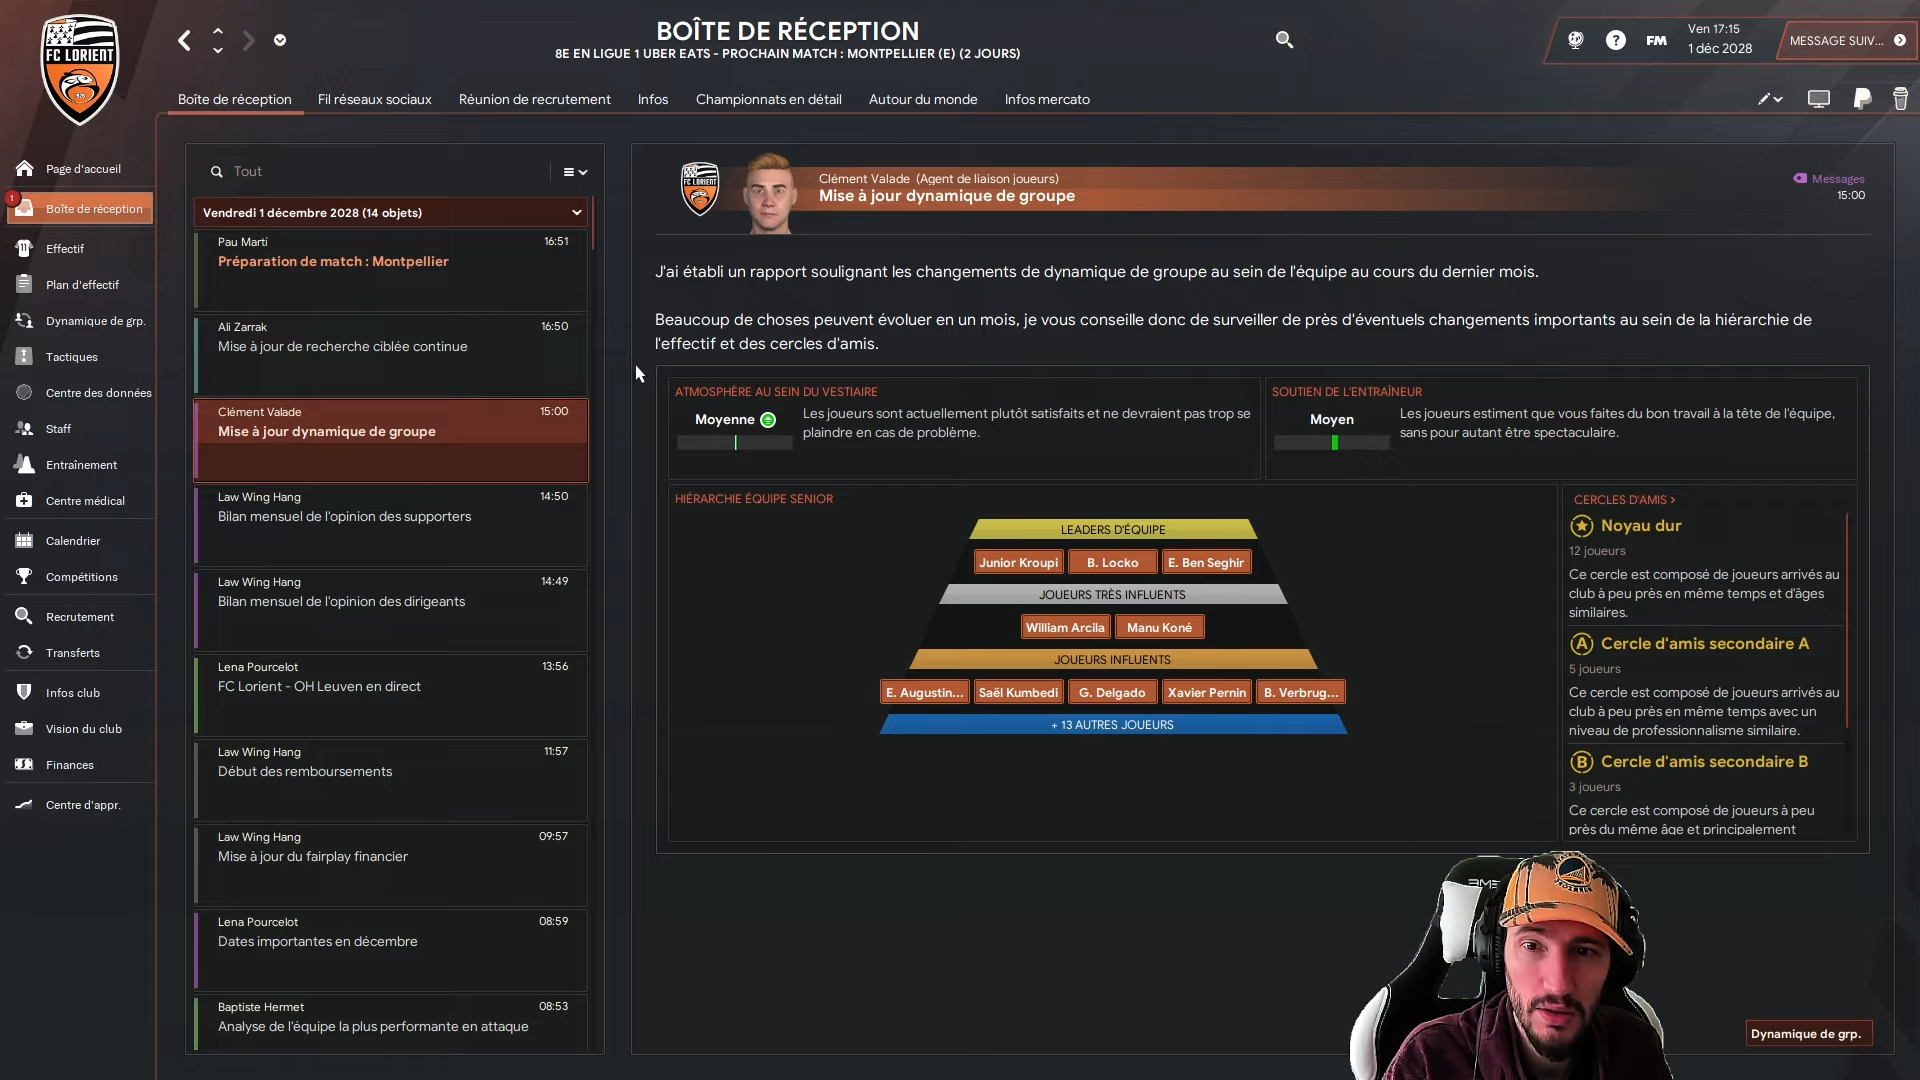 FC LORIENT
BOÎTE DE RÉCEPTION
8E EN LIGUE 1 UBER EATS - PROCHAIN MATCH : MONTPELLIER (E) (2 JOURS)
FM
Ven 17:15
1 déc 2028
MESSAGE SUIV...
Boîte de réception
Fil réseaux sociaux
Réunion de recrutement
Infos
Championnats en détail
Autour du monde
Infos mercato
Page d'accueil
1
Boîte de réception
Effectif
Plan d'effectif
Dynamique de grp.
Tactiques
Centre des données
Staff
Entraînement
Centre médical
Calendrier
Compétitions
Recrutement
Transferts
Infos club
Vision du club
Finances
Centre d'appr.
Tout
Vendredi 1 décembre 2028 (14 objets)
Pau Martí 16:51
Préparation de match : Montpellier
Ali Zarrak 16:50
Mise à jour de recherche ciblée continue
Clément Valade 15:00
Mise à jour dynamique de groupe
Law Wing Hang 14:50
Bilan mensuel de l'opinion des supporters
Law Wing Hang 14:49
Bilan mensuel de l'opinion des dirigeants
Lena Pourcelot 13:56
FC Lorient - OH Leuven en direct
Law Wing Hang 11:57
Début des remboursements
Law Wing Hang 09:57
Mise à jour du fairplay financier
Lena Pourcelot 08:59
Dates importantes en décembre
Baptiste Hermet 08:53
Analyse de l'équipe la plus performante en attaque
FC LORIENT
Clément Valade (Agent de liaison joueurs)
Mise à jour dynamique de groupe
Messages
15:00
J'ai établi un rapport soulignant les changements de dynamique de groupe au sein de l'équipe au cours du dernier mois.
Beaucoup de choses peuvent évoluer en un mois, je vous conseille donc de surveiller de près d'éventuels changements importants au sein de la hiérarchie de
l'effectif et des cercles d'amis.
ATMOSPHÈRE AU SEIN DU VESTIAIRE
Moyenne
Les joueurs sont actuellement plutôt satisfaits et ne devraient pas trop se
plaindre en cas de problème.
SOUTIEN DE L'ENTRAÎNEUR
Moyen
Les joueurs estiment que vous faites du bon travail à la tête de l'équipe,
sans pour autant être spectaculaire.
HIÉRARCHIE ÉQUIPE SENIOR
LEADERS D'ÉQUIPE
Junior Kroupi
B. Locko
E. Ben Seghir
JOUEURS TRÈS INFLUENTS
William Arcila
Manu Koné
JOUEURS INFLUENTS
E. Augustin...
Saël Kumbedi
G. Delgado
Xavier Pernin
B. Verbrug...
+ 13 AUTRES JOUEURS
CERCLES D'AMIS >
Noyau dur
12 joueurs
Ce cercle est composé de joueurs arrivés au
club à peu près en même temps et d'âges
similaires.
A Cercle d'amis secondaire A
5 joueurs
Ce cercle est composé de joueurs arrivés au
club à peu près en même temps avec un
niveau de professionnalisme similaire.
B Cercle d'amis secondaire B
3 joueurs
Ce cercle est composé de joueurs à peu
près du même âge et principalement
Dynamique de grp.